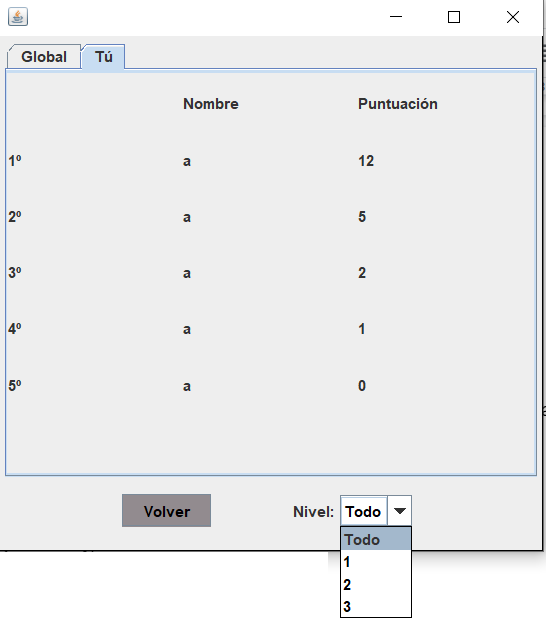 Global Tú
Nombre Puntuación
1º a 12
2º a 5
3º a 2
4º a 1
5º a 0
Volver Nivel: Todo
Todo
1
2
3